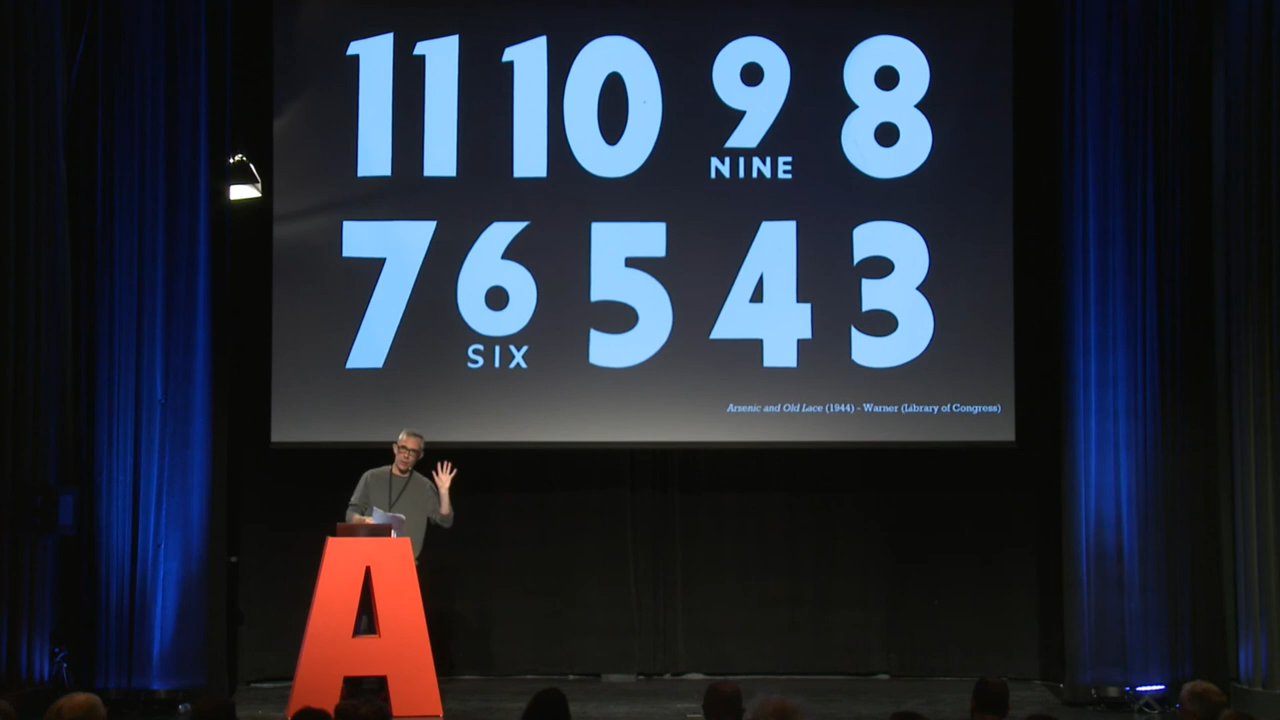 11 10 9 8
NINE
7 6 5 4 3
SIX
Arsenic and Old Lace (1944) - Warner (Library of Congress)
A